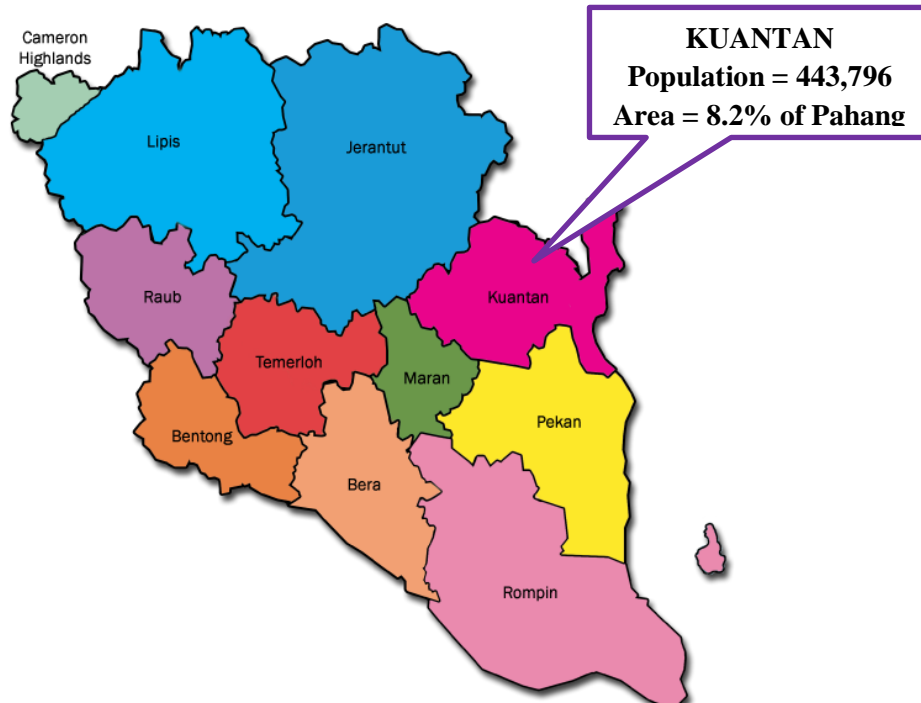 KUANTAN
Population = 443,796
Area = 8.2% of Pahang
Cameron
Highlands
Lipis
Jerantut
Raub
Kuantan
Temerloh
Maran
Bentong
Pekan
Bera
Rompin